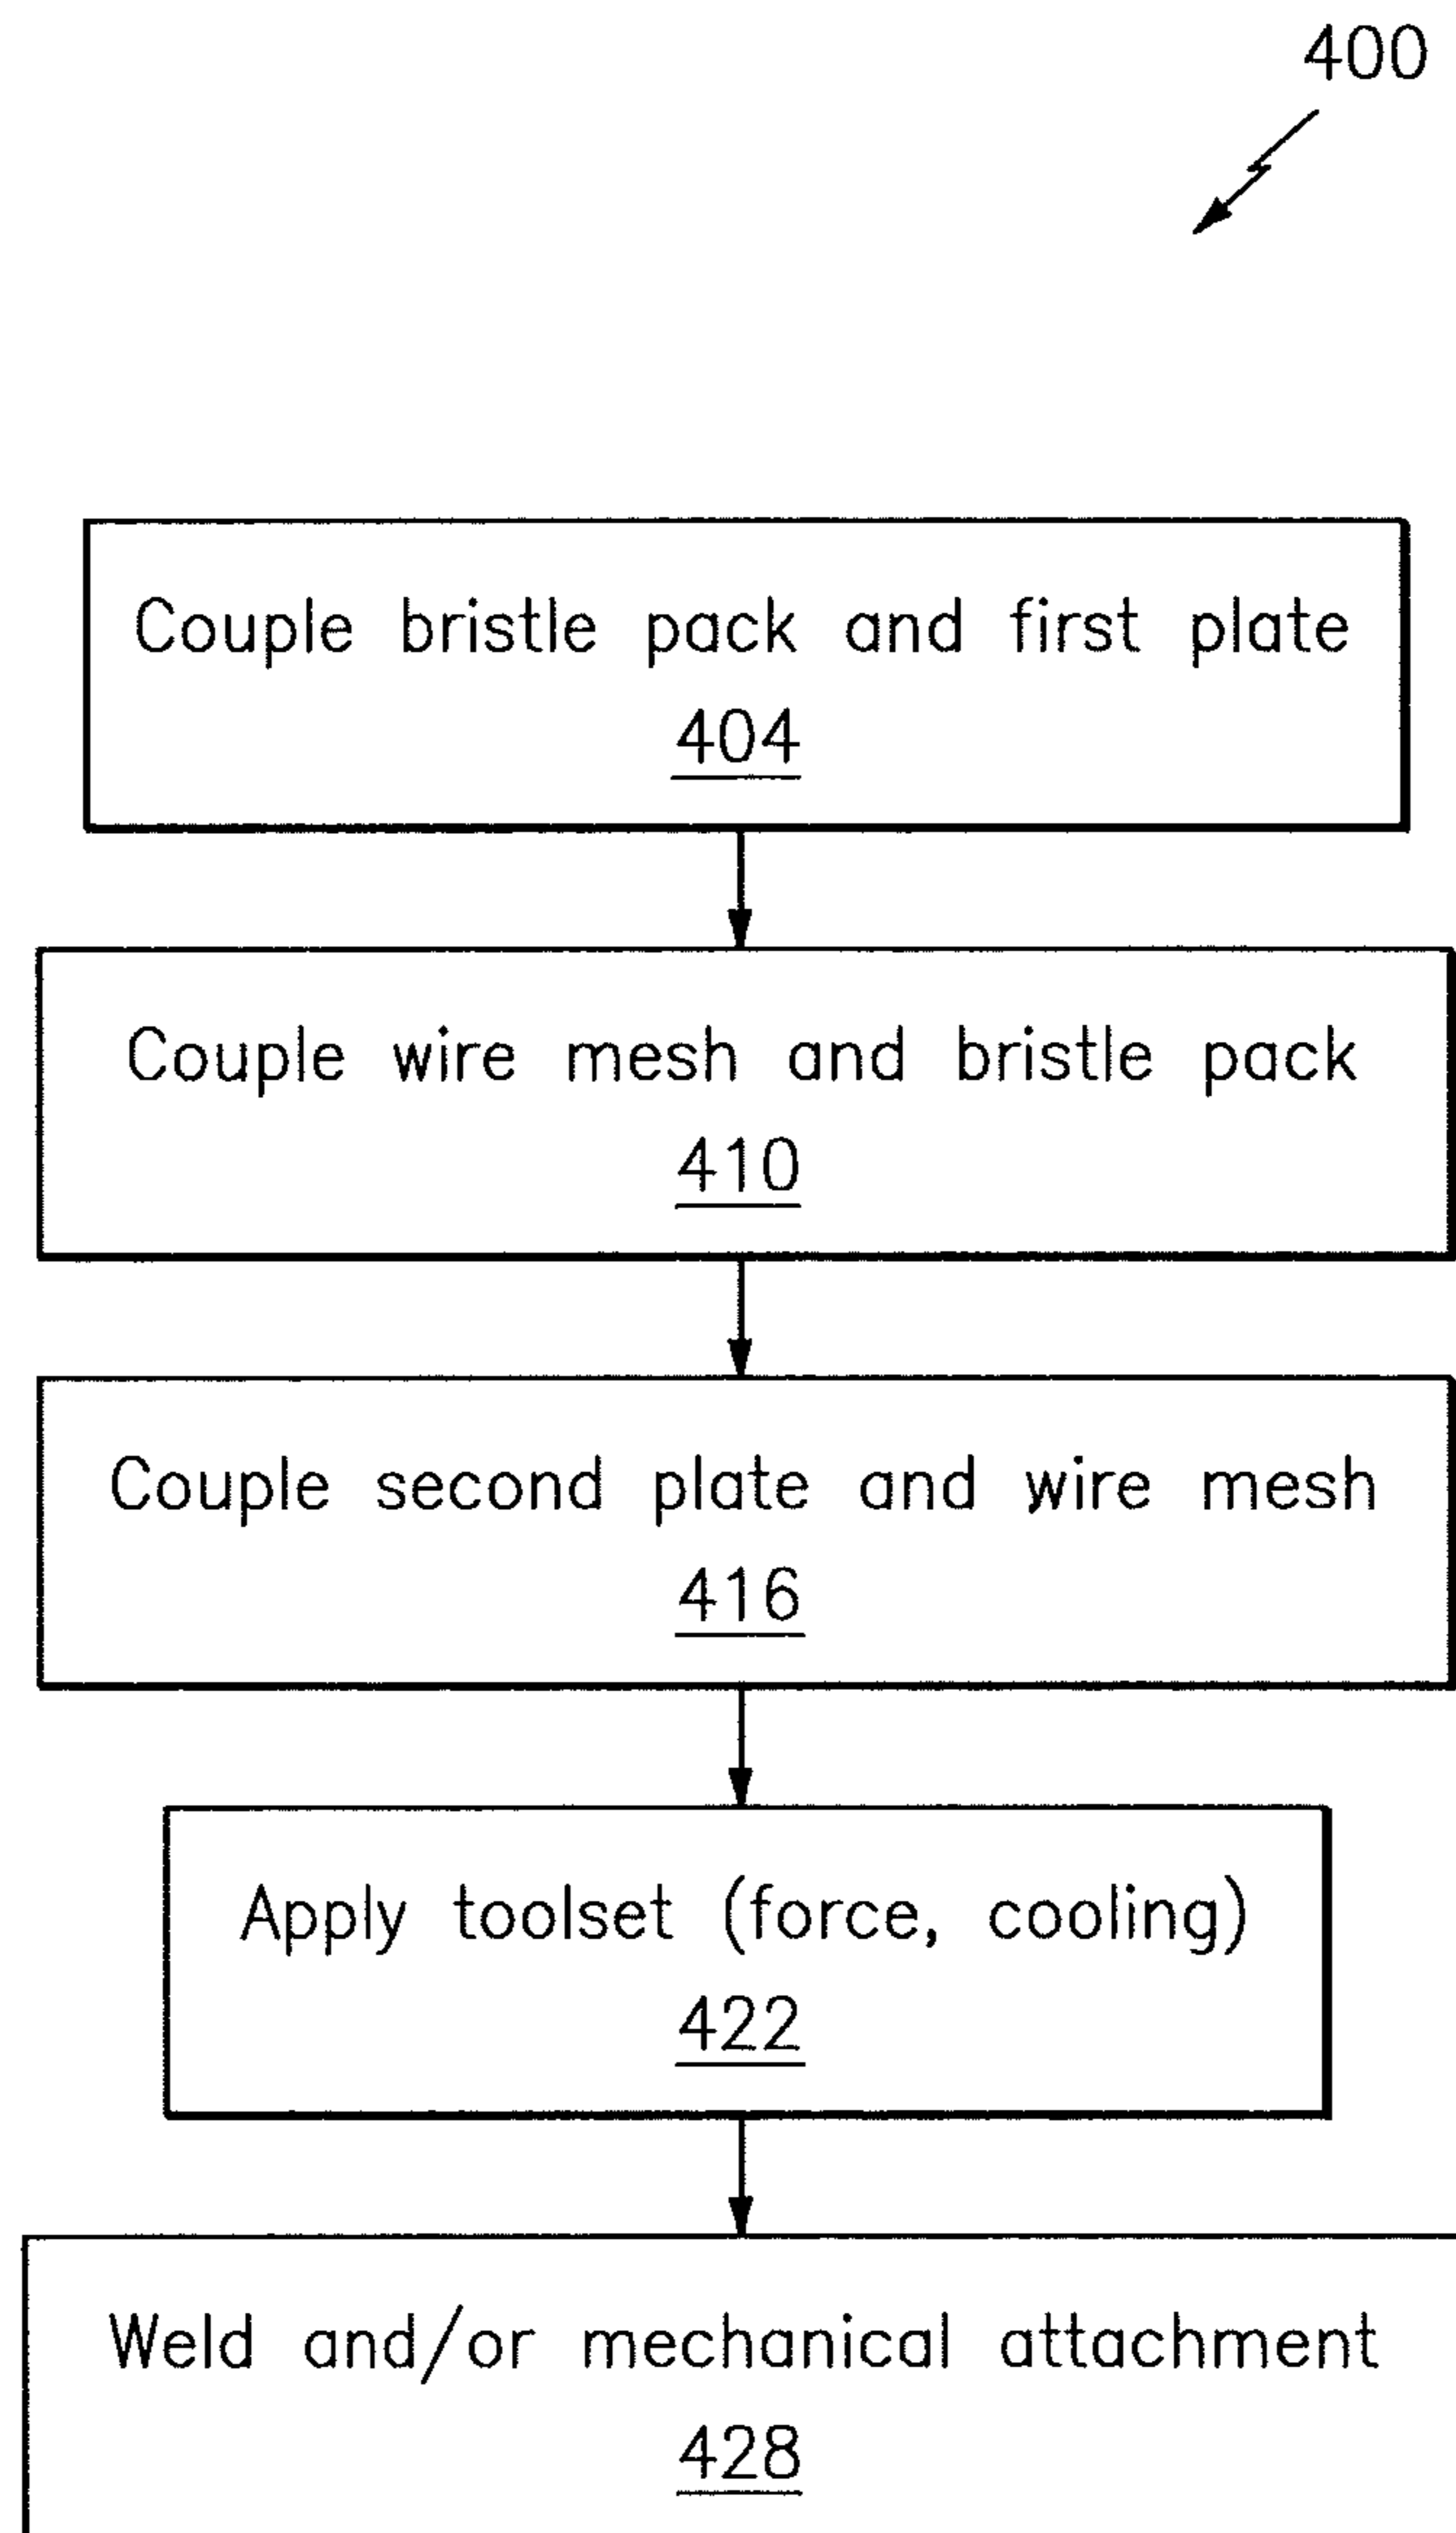 400
Couple bristle pack and first plate
404
Couple wire mesh and bristle pack
410
Couple second plate and wire mesh
416
Apply toolset (force, cooling)
422
Weld and/or mechanical attachment
428